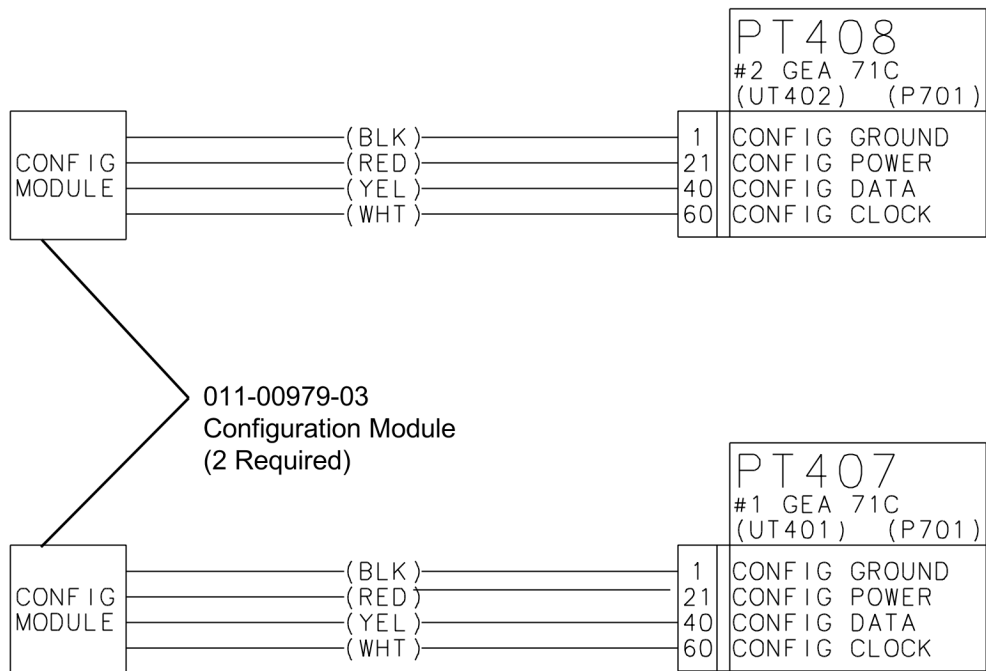 PT408
#2 GEA 71C
(UT402) (P701)
CONFIG
MODULE
(BLK) 1 CONFIG GROUND
(RED) 21 CONFIG POWER
(YEL) 40 CONFIG DATA
(WHT) 60 CONFIG CLOCK
011-00979-03
Configuration Module
(2 Required)
PT407
#1 GEA 71C
(UT401) (P701)
CONFIG
MODULE
(BLK) 1 CONFIG GROUND
(RED) 21 CONFIG POWER
(YEL) 40 CONFIG DATA
(WHT) 60 CONFIG CLOCK